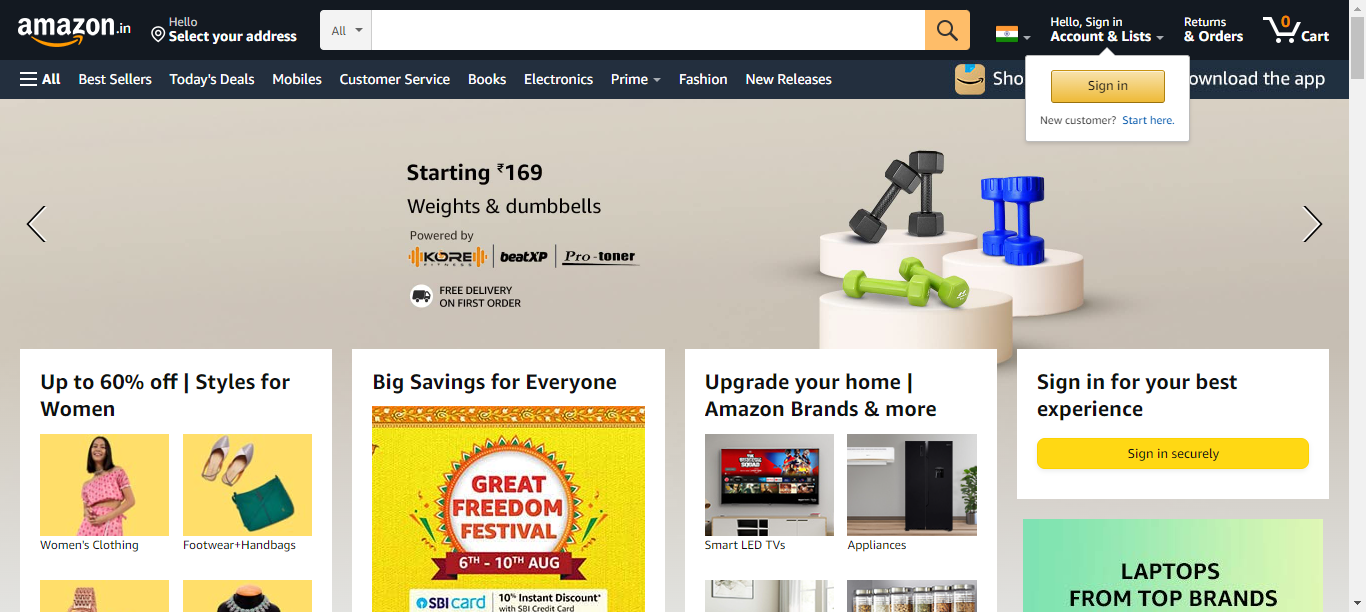 amazon.in
Hello
Select your address
All
Hello, Sign in
Account & Lists
Returns
& Orders
0
Cart
All
Best Sellers
Today's Deals
Mobiles
Customer Service
Books
Electronics
Prime
Fashion
New Releases
Sho
ownload the app
Sign in
New customer? Start here.
Starting ₹169
Weights & dumbbells
Powered by
KORE FITNESS
beatXP
Pro-toner
FREE DELIVERY
ON FIRST ORDER
Up to 60% off | Styles for
Women
Women's Clothing
Footwear+Handbags
Big Savings for Everyone
GREAT
FREEDOM
FESTIVAL
6TH - 10TH AUG
SBI card
10% Instant Discount*
with SBI Credit Card
Upgrade your home |
Amazon Brands & more
Smart LED TVs
Appliances
Sign in for your best
experience
Sign in securely
LAPTOPS
FROM TOP BRANDS